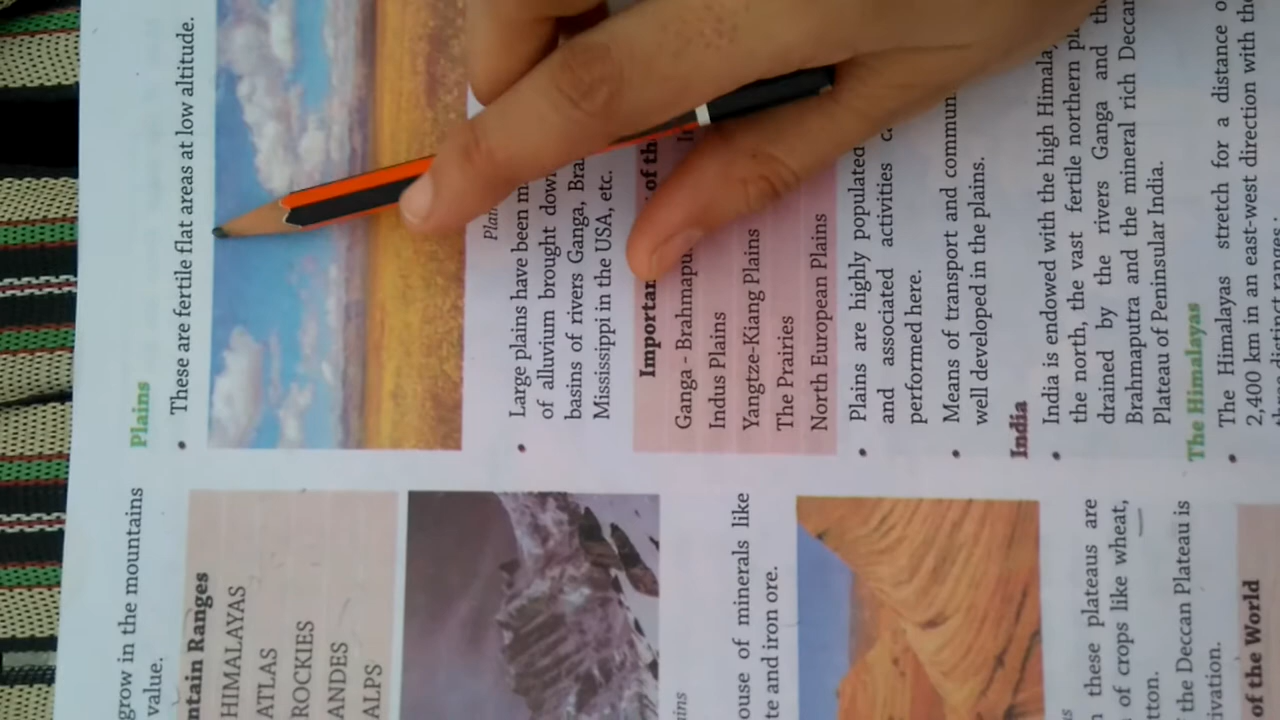 grow in the mountains
value.
ntain Ranges
HIMALAYAS
ATLAS
ROCKIES
ANDES
ALPS
ins
ouse of minerals like
te and iron ore.
these plateaus are
of crops like wheat,
tton.
the Deccan Plateau is
ivation.
of the World
Plains
• These are fertile flat areas at low altitude.
• Large plains have been
of alluvium brought down
basins of rivers Ganga,
Mississippi in the USA, etc.
of th
Ganga - Brahmapu
Indus Plains
Yangtze-Kiang Plains
The Prairies
North European Plains
• Plains are highly populated
and associated activities
performed here.
• Means of transport and commun
well developed in the plains.
India
• India is endowed with the high Himala
the north, the vast fertile northern
drained by the rivers Ganga and
Brahmaputra and the mineral rich Deccan
Plateau of Peninsular India.
The Himalayas
• The Himalayas stretch for a distance
2,400 km in an east-west direction with